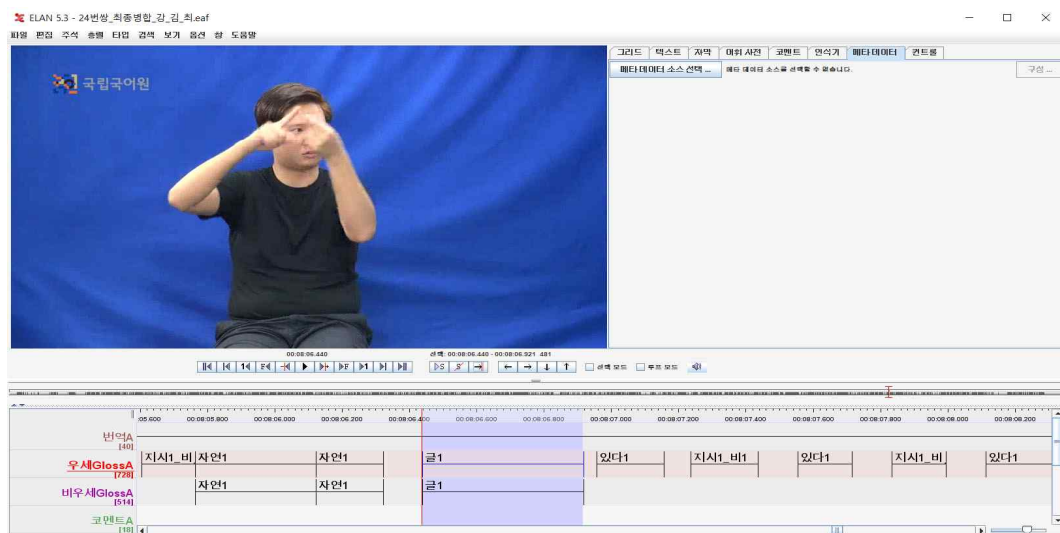 ELAN 5.3 - 24번쌍_최종병합_강_김_최.eaf
파일 편집 주석 층렬 타입 검색 보기 옵션 창 도움말
국립국어원
그리드 텍스트 자막 어휘 사전 코멘트 인식기 메타데이터 컨트롤
메타 데이터 소스 선택 ... 메타 데이터 소스를 선택할 수 없습니다. 구성 ...
00:08:06.440 선택: 00:08:06.440 - 00:08:06.921 481
선택 모드 루프 모드
05.600 00:08:05.800 00:08:06.000 00:08:06.200 00:08:06.400 00:08:06.600 00:08:06.800 00:08:07.000 00:08:07.200 00:08:07.400 00:08:07.600 00:08:07.800 00:08:08.000 00:08:08.200
번역A
[40]
우세GlossA
[728]
지시1_비 자연1 자연1 글1 있다1 지시1_비1 있다1 지시1_비 있다1
비우세GlossA
[514]
자연1 자연1 글1
코멘트A
[18]